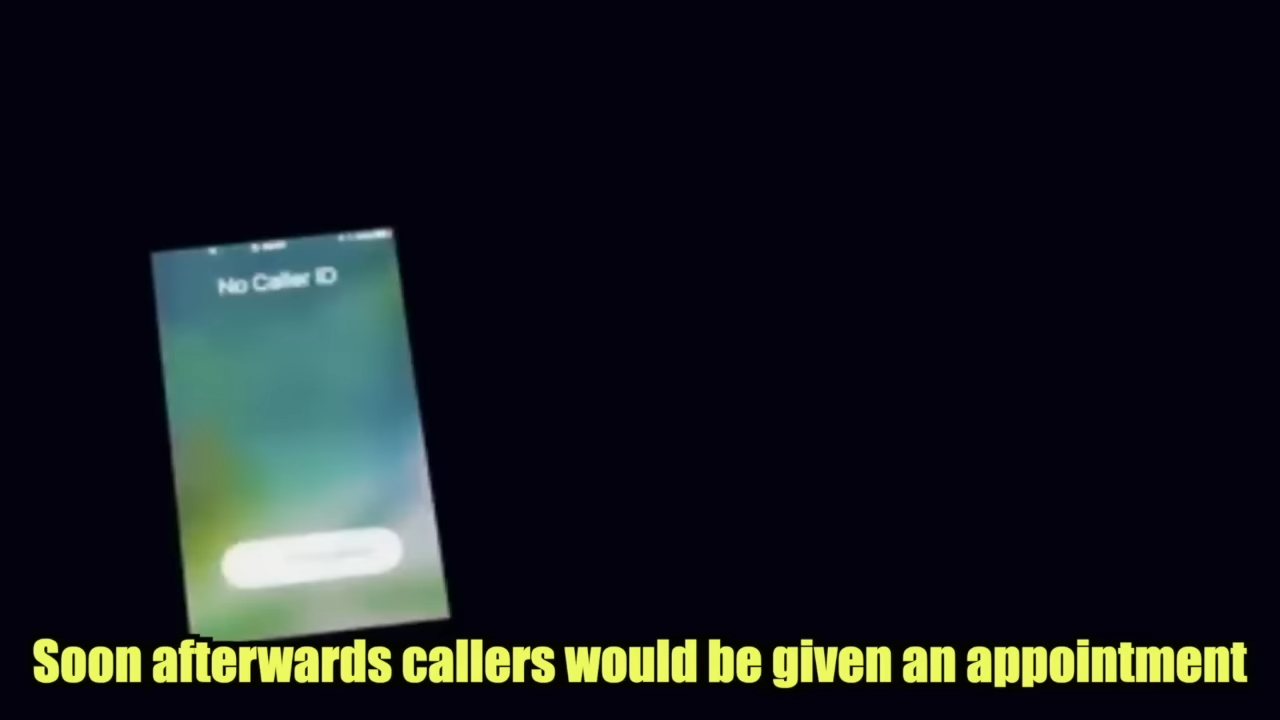 No Caller ID
Soon afterwards callers would be given an appointment